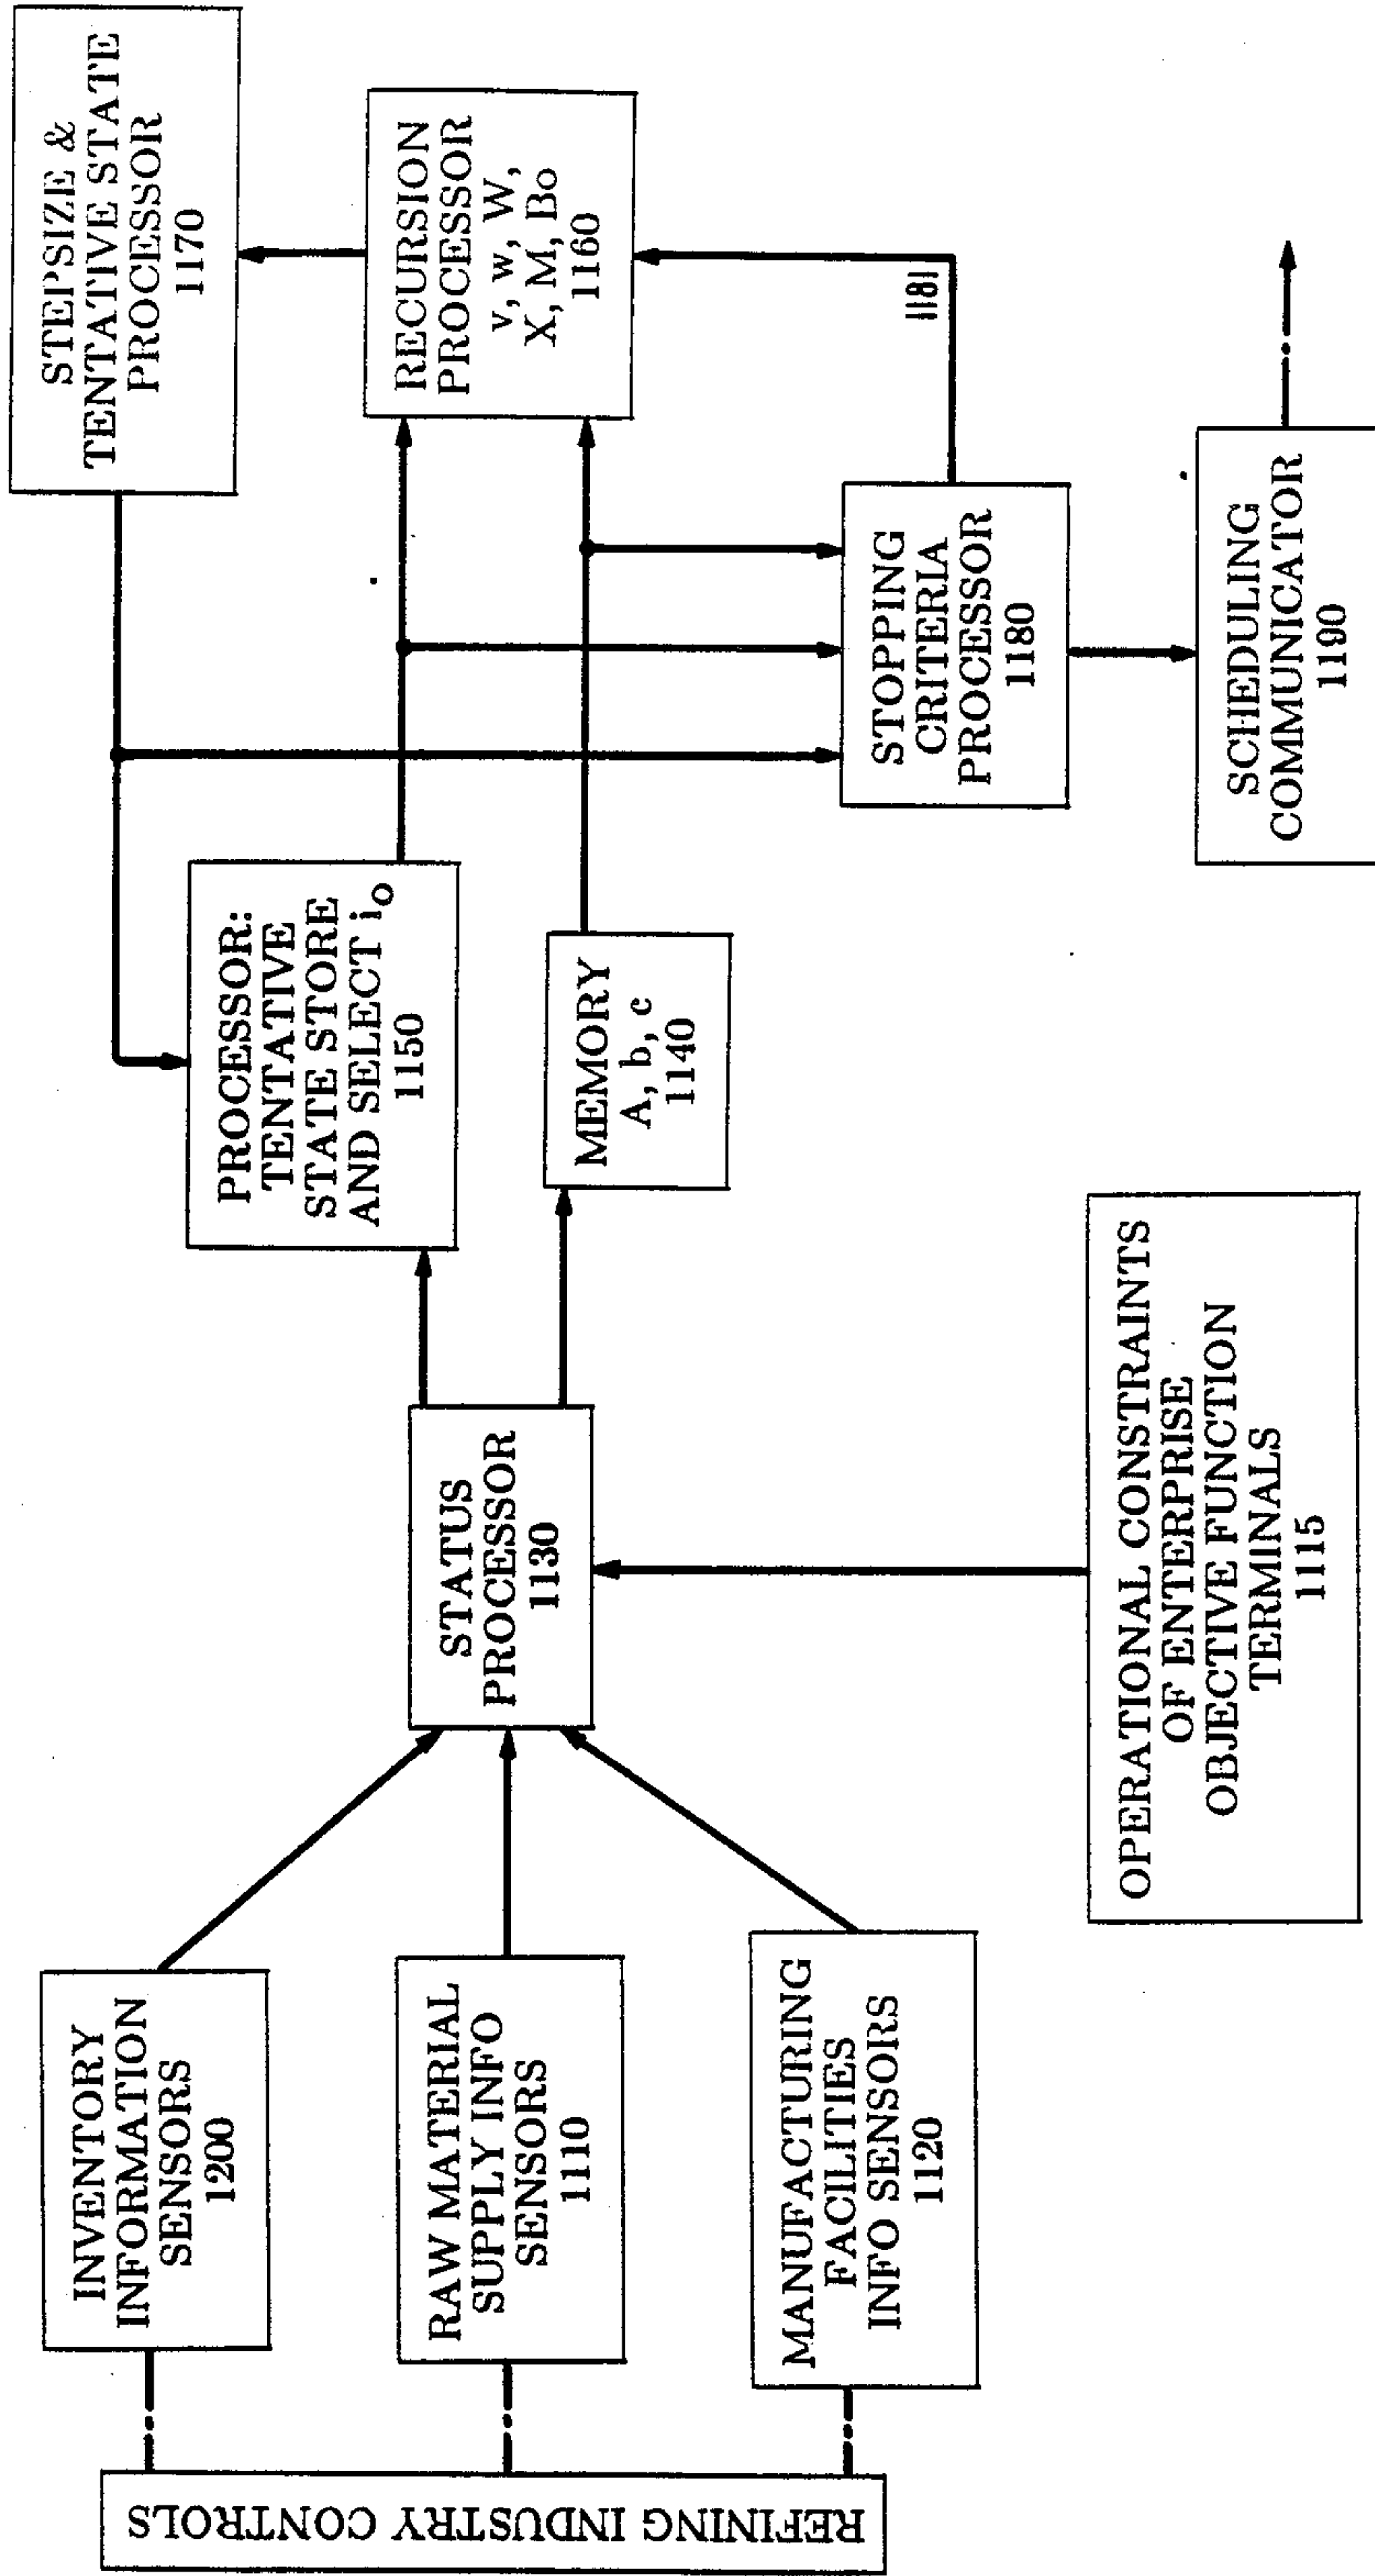 REFINING INDUSTRY CONTROLS
INVENTORY
INFORMATION
SENSORS
1200
RAW MATERIAL
SUPPLY INFO
SENSORS
1110
MANUFACTURING
FACILITIES
INFO SENSORS
1120
STATUS
PROCESSOR
1130
OPERATIONAL CONSTRAINTS
OF ENTERPRISE
OBJECTIVE FUNCTION
TERMINALS
1115
PROCESSOR:
TENTATIVE
STATE STORE
AND SELECT io
1150
MEMORY
A, b, c
1140
STEPSIZE &
TENTATIVE STATE
PROCESSOR
1170
RECURSION
PROCESSOR
v, w, W,
X, M, Bo
1160
1181
STOPPING
CRITERIA
PROCESSOR
1180
SCHEDULING
COMMUNICATOR
1190